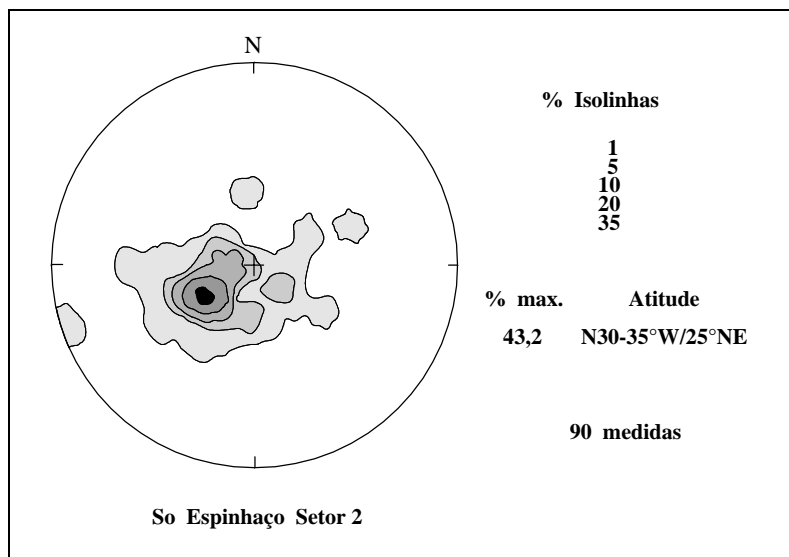 N
% Isolinhas
1
5
10
20
35
% max. Atitude
43,2 N30-35°W/25°NE
90 medidas
So Espinhaço Setor 2